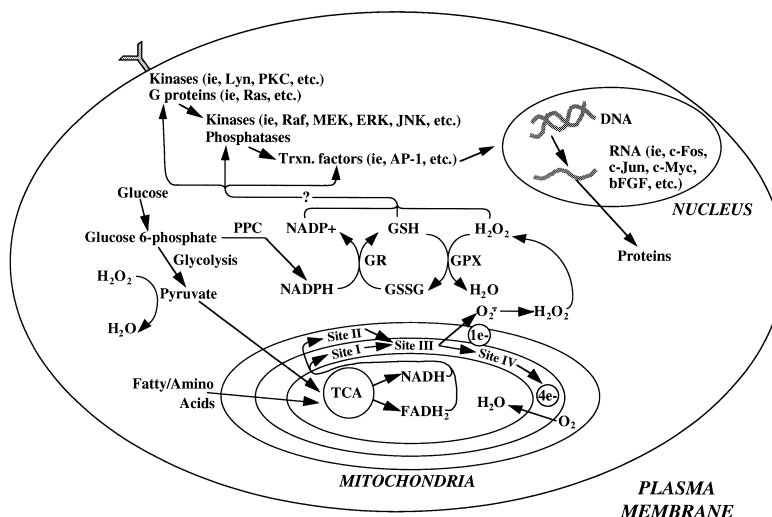 Kinases (ie, Lyn, PKC, etc.)
G proteins (ie, Ras, etc.)
Kinases (ie, Raf, MEK, ERK, JNK, etc.)
Phosphatases
Trxn. factors (ie, AP-1, etc.)
DNA
RNA (ie, c-Fos,
c-Jun, c-Myc,
bFGF, etc.)
NUCLEUS
Proteins
?
Glucose
Glucose 6-phosphate
PPC
Glycolysis
H2O2
Pyruvate
H2O
NADP+
GSH
H2O2
GR
GPX
NADPH
GSSG
H2O
O2-
H2O2
1e-
Site II
Site I
Site III
Site IV
4e-
Fatty/Amino
Acids
TCA
NADH
FADH2
H2O
O2
MITOCHONDRIA
PLASMA
MEMBRANE